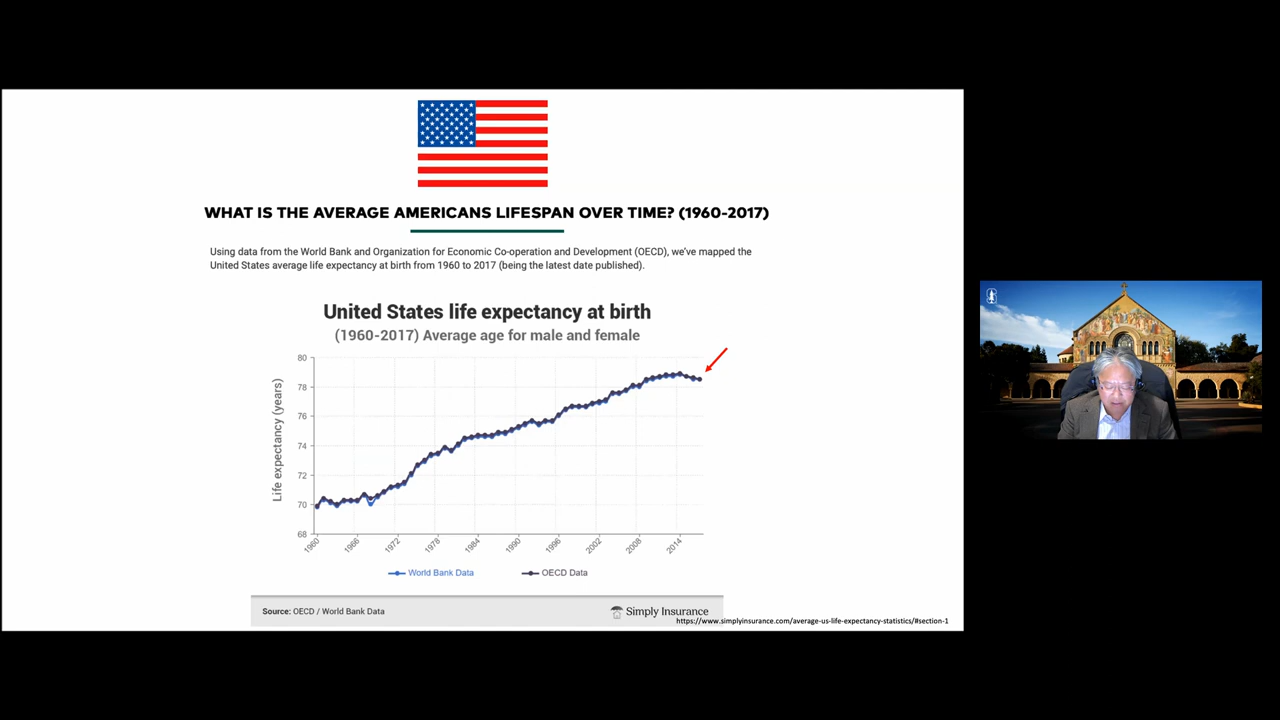 WHAT IS THE AVERAGE AMERICANS LIFESPAN OVER TIME? (1960-2017)
Using data from the World Bank and Organization for Economic Co-operation and Development (OECD), we've mapped the
United States average life expectancy at birth from 1960 to 2017 (being the latest date published).
United States life expectancy at birth
(1960-2017) Average age for male and female
Life expectancy (years)
80
78
76
74
72
70
68
1960
1966
1972
1978
1984
1990
1996
2002
2008
2014
World Bank Data
OECD Data
Source: OECD / World Bank Data
Simply Insurance
https://www.simplyinsurance.com/average-us-life-expectancy-statistics/#section-1